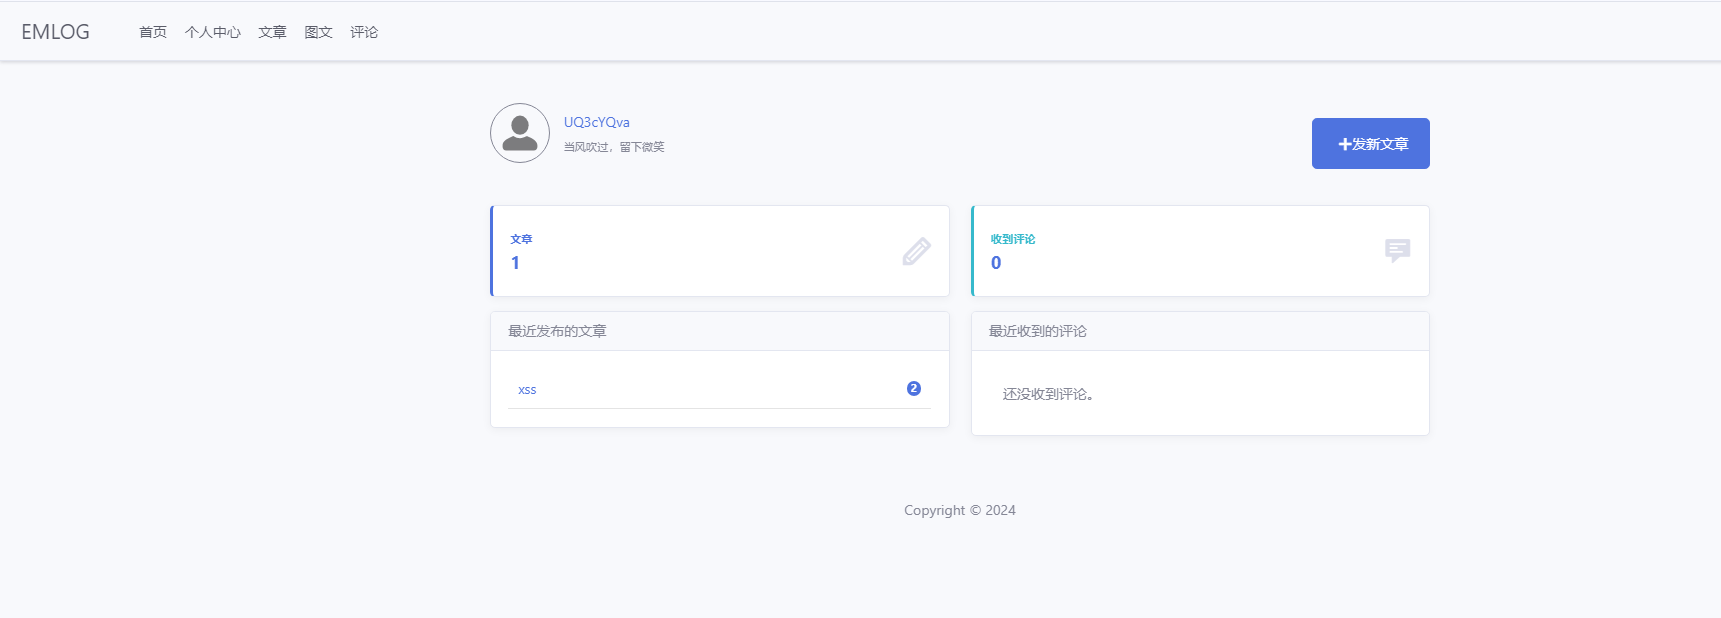 EMLOG 首页 个人中心 文章 图文 评论
UQ3cYQva
当风吹过，留下微笑
发新文章
文章
1
收到评论
0
最近发布的文章
xss 2
最近收到的评论
还没收到评论。
Copyright © 2024